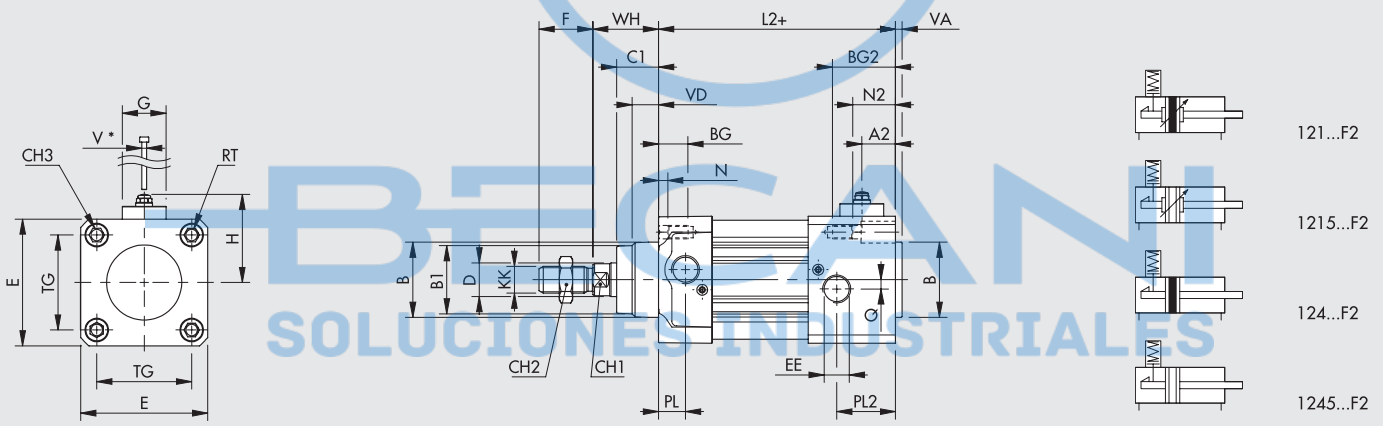 F
WH
L2+
VA
C1
BG2
VD
N2
G
V *
BG
A2
CH3
RT
N
H
E
TG
B
B1
D
KK
B
Q
TG
CH2
CH1
EE
E
PL
PL2
121...F2
1215...F2
124...F2
1245...F2
BECANI
SOLUCIONES INDUSTRIALES